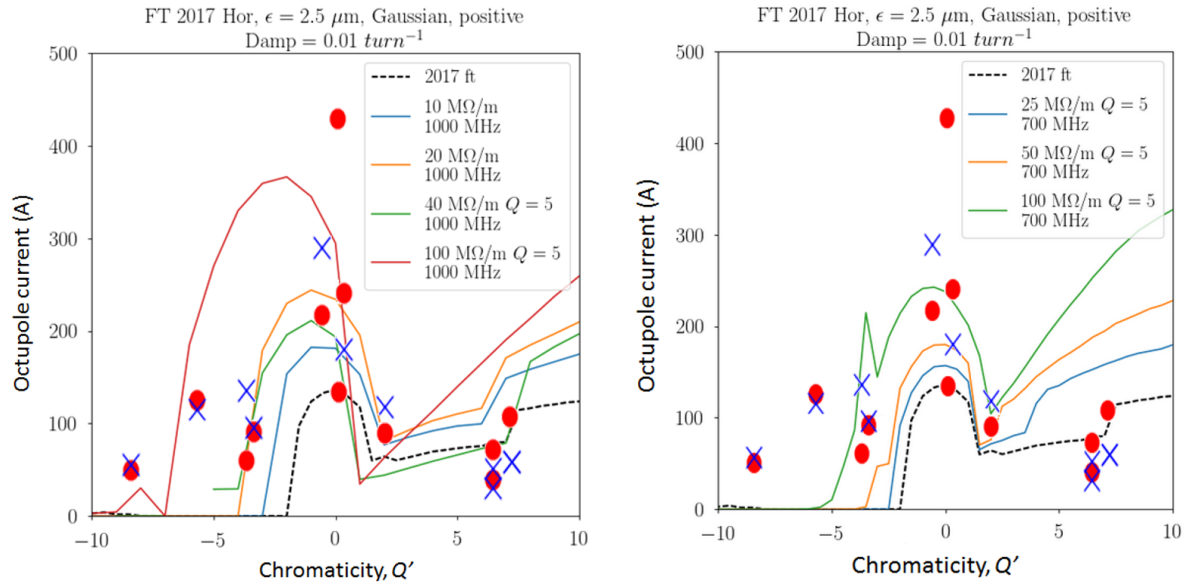 FT 2017 Hor, ϵ = 2.5 μm, Gaussian, positive
Damp = 0.01 turn⁻¹
500
400
300
200
100
0
Octupole current (A)
−10
−5
0
5
10
Chromaticity, Q’
2017 ft
10 MΩ/m
1000 MHz
20 MΩ/m
1000 MHz
40 MΩ/m Q = 5
1000 MHz
100 MΩ/m Q = 5
1000 MHz
FT 2017 Hor, ϵ = 2.5 μm, Gaussian, positive
Damp = 0.01 turn⁻¹
500
400
300
200
100
0
Octupole current (A)
−10
−5
0
5
10
Chromaticity, Q’
2017 ft
25 MΩ/m Q = 5
700 MHz
50 MΩ/m Q = 5
700 MHz
100 MΩ/m Q = 5
700 MHz